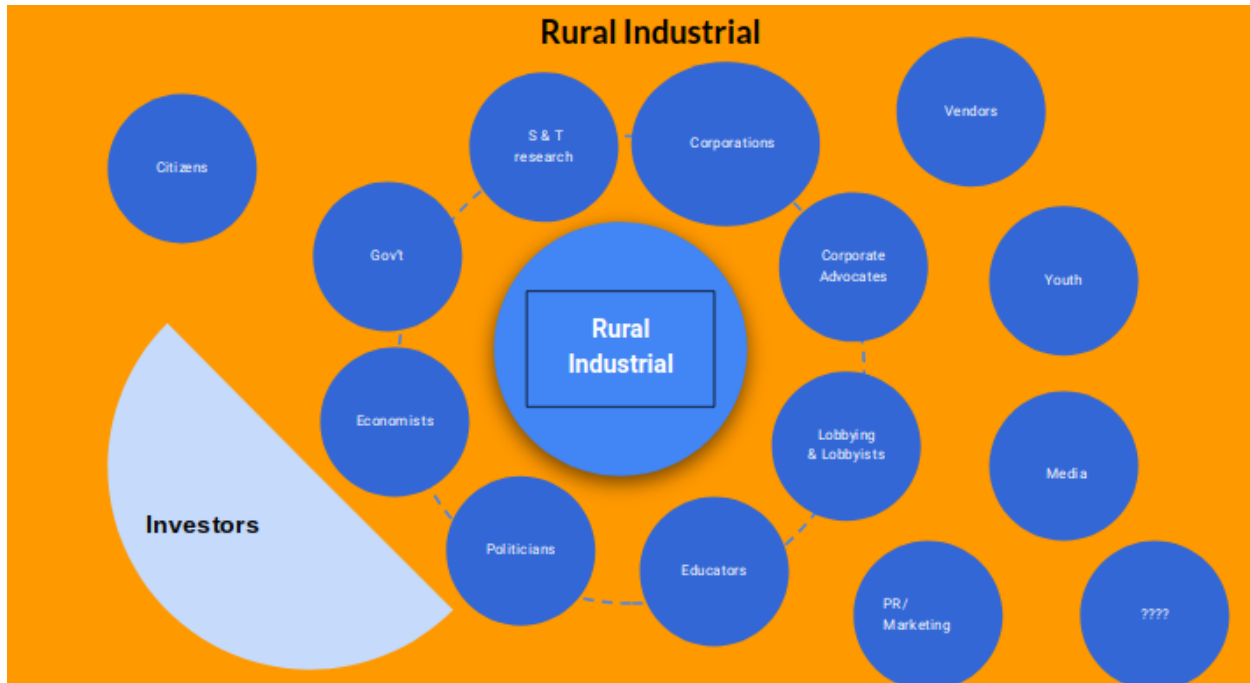 Rural Industrial
Vendors
S & T
research
Corporations
Citizens
Gov't
Corporate
Advocates
Youth
Rural
Industrial
Economists
Lobbying
& Lobbyists
Media
Investors
Politicians
Educators
PR/
Marketing
????